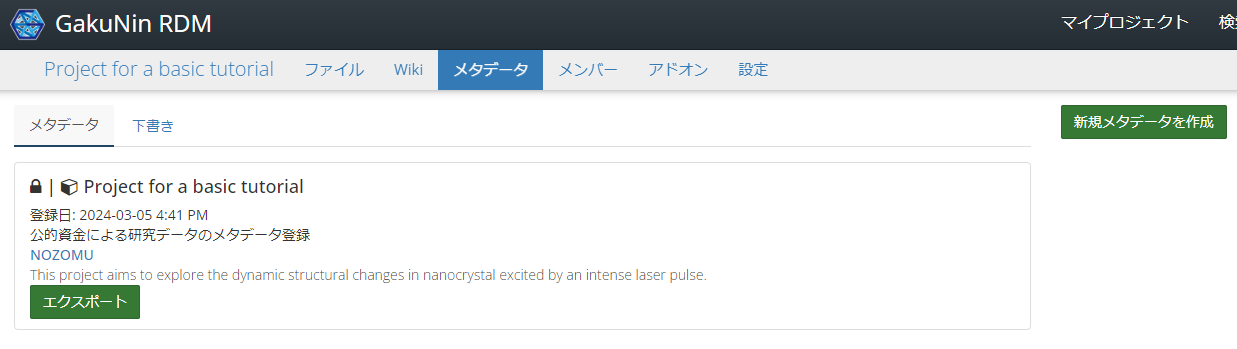 GakuNin RDM
マイプロジェクト
Project for a basic tutorial ファイル Wiki メタデータ メンバー アドオン 設定
メタデータ 下書き
新規メタデータを作成
| Project for a basic tutorial
登録日: 2024-03-05 4:41 PM
公的資金による研究データのメタデータ登録
NOZOMU
This project aims to explore the dynamic structural changes in nanocrystal excited by an intense laser pulse.
エクスポート